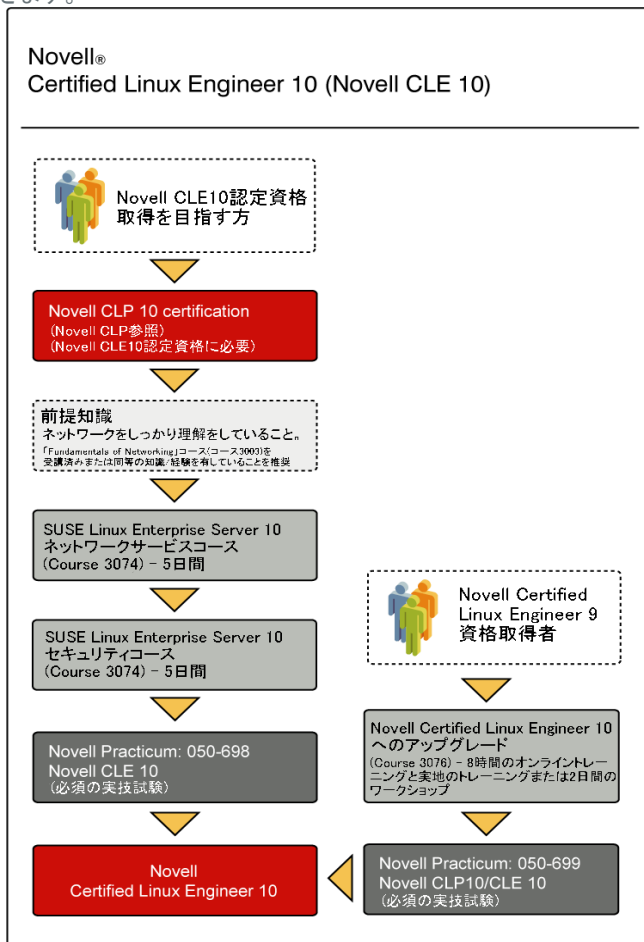 きます。
Novell®
Certified Linux Engineer 10 (Novell CLE 10)
Novell CLE10認定資格
取得を目指す方
Novell CLP 10 certification
(Novell CLP参照)
(Novell CLE10認定資格に必要)
前提知識
ネットワークをしっかり理解をしていること。
「Fundamentals of Networking」コース(コース3003)を
受講済みまたは同等の知識/経験を有していることを推奨
SUSE Linux Enterprise Server 10
ネットワークサービスコース
(Course 3074) - 5日間
SUSE Linux Enterprise Server 10
セキュリティコース
(Course 3074) - 5日間
Novell Practicum: 050-698
Novell CLE 10
(必須の実技試験)
Novell
Certified Linux Engineer 10
Novell Certified
Linux Engineer 9
資格取得者
Novell Certified Linux Engineer 10
へのアップグレード
(Course 3076) - 8時間のオンライントレー
ニングと実地のトレーニングまたは2日間の
ワークショップ
Novell Practicum: 050-699
Novell CLP10/CLE 10
(必須の実技試験)